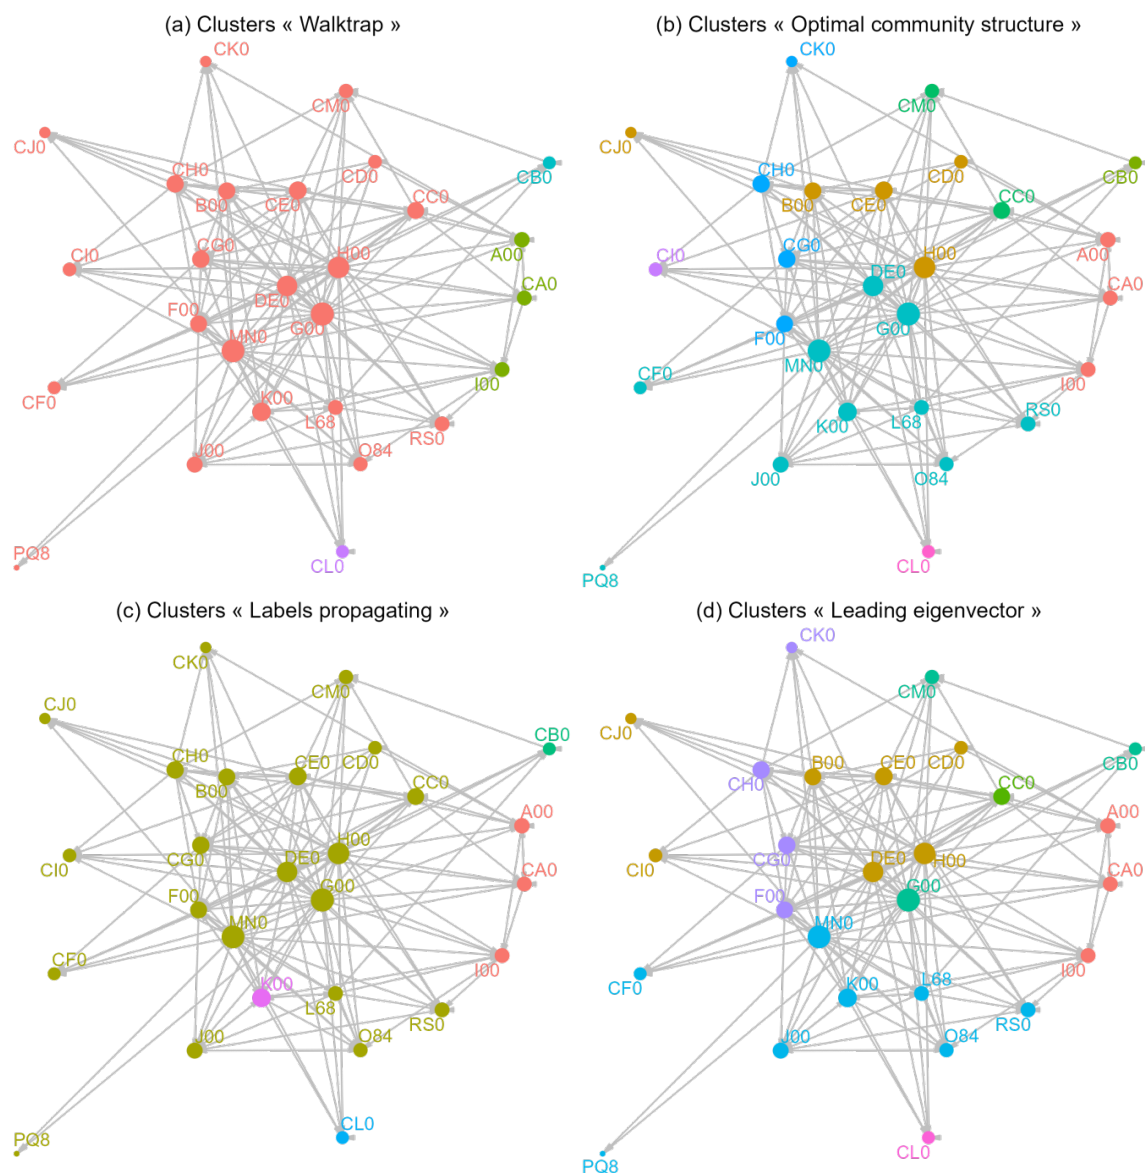 (a) Clusters « Walktrap »
CK0
CM0
CJ0
CH0
CD0
CB0
B00
CE0
CC0
CG0
H00
A00
CI0
DE0
CA0
F00
MN0
G00
CF0
K00
L68
I00
RS0
J00
O84
PQ8
CL0
(b) Clusters « Optimal community structure »
CK0
CM0
CJ0
CH0
CD0
CB0
B00
CE0
CC0
CG0
H00
A00
CI0
DE0
CA0
F00
G00
MN0
CF0
I00
K00
L68
RS0
J00
O84
PQ8
CL0
(c) Clusters « Labels propagating »
CK0
CM0
CJ0
CB0
CH0
CE0
CD0
B00
CC0
A00
CG0
H00
CI0
DE0
CA0
F00
G00
MN0
CF0
I00
K00
L68
RS0
J00
O84
PQ8
CL0
(d) Clusters « Leading eigenvector »
CK0
CM0
CJ0
B00
CE0
CD0
CB0
CH0
CC0
A00
CG0
DE0
H00
CI0
CA0
F00
G00
MN0
I00
CF0
K00
L68
RS0
J00
O84
CL0
PQ8